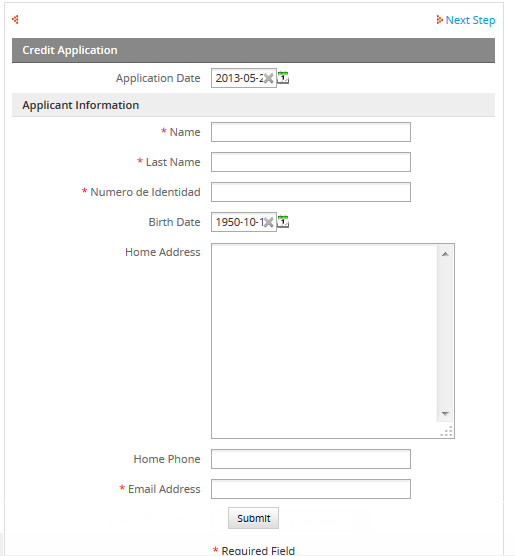 Next Step
Credit Application
Application Date 2013-05-2
Applicant Information
* Name
* Last Name
* Numero de Identidad
Birth Date 1950-10-1
Home Address
Home Phone
* Email Address
Submit
* Required Field